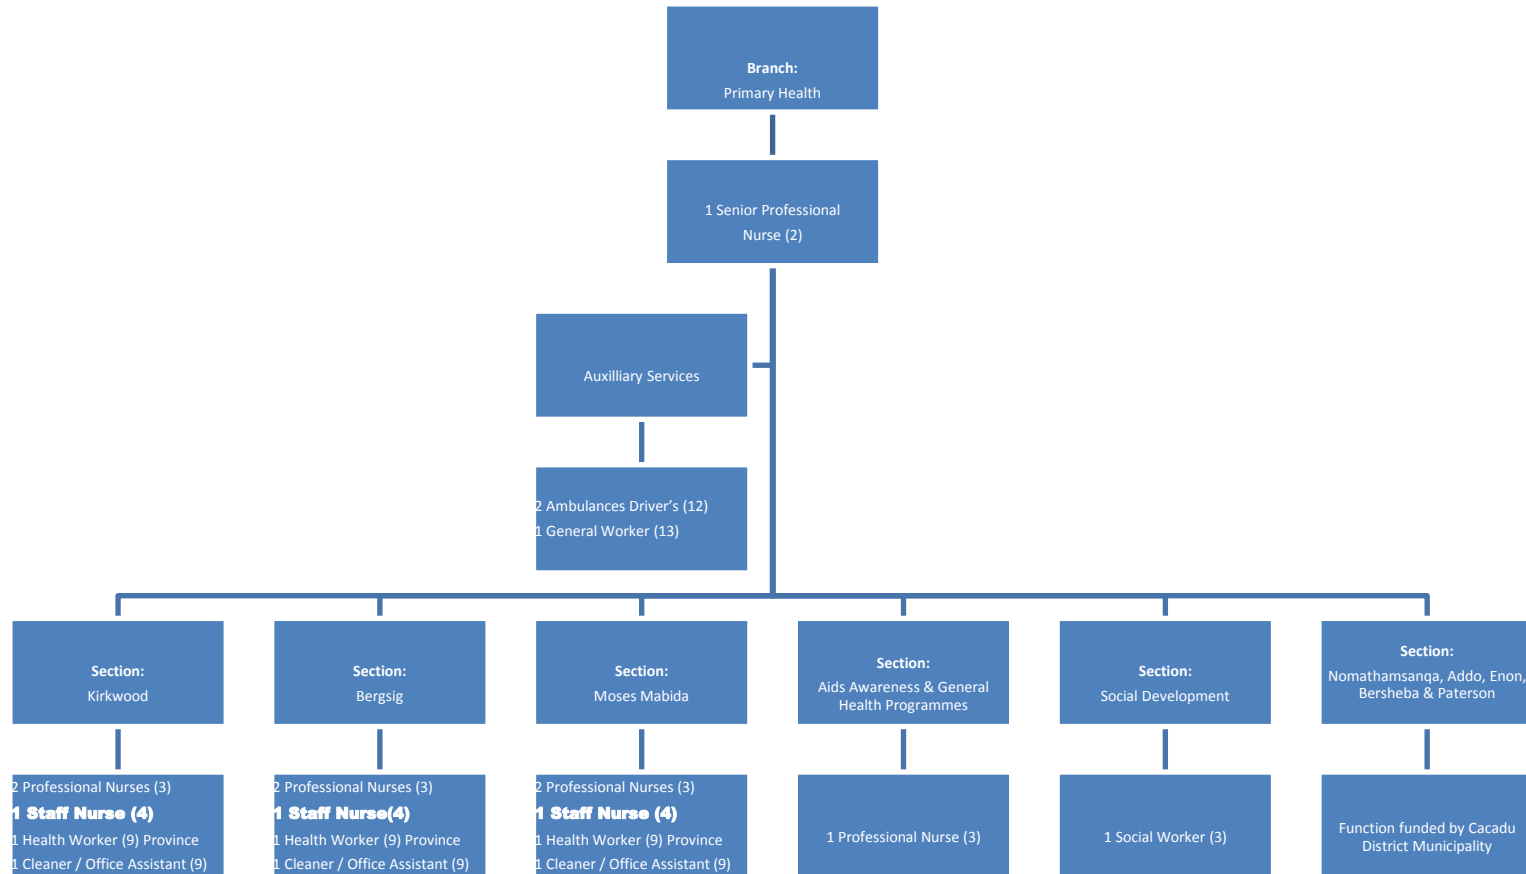 Branch:
Primary Health
1 Senior Professional
Nurse (2)
Auxilliary Services
2 Ambulances Driver’s (12)
1 General Worker (13)
Section:
Kirkwood
Section:
Bergsig
Section:
Moses Mabida
Section:
Aids Awareness & General
Health Programmes
Section:
Social Development
Section:
Nomathamsanqa, Addo, Enon,
Bersheba & Paterson
2 Professional Nurses (3)
1 Staff Nurse (4)
1 Health Worker (9) Province
1 Cleaner / Office Assistant (9)
2 Professional Nurses (3)
1 Staff Nurse(4)
1 Health Worker (9) Province
1 Cleaner / Office Assistant (9)
2 Professional Nurses (3)
1 Staff Nurse (4)
1 Health Worker (9) Province
1 Cleaner / Office Assistant (9)
1 Professional Nurse (3)
1 Social Worker (3)
Function funded by Cacadu
District Municipality